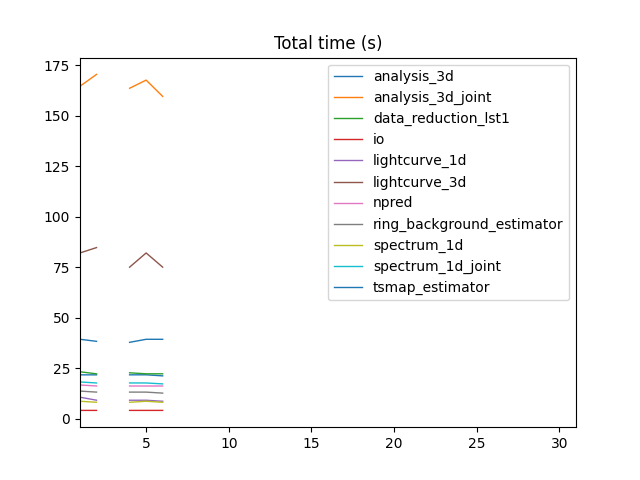 Total time (s)
175
150
125
100
75
50
25
0
5
10
15
20
25
30
analysis_3d
analysis_3d_joint
data_reduction_lst1
io
lightcurve_1d
lightcurve_3d
npred
ring_background_estimator
spectrum_1d
spectrum_1d_joint
tsmap_estimator